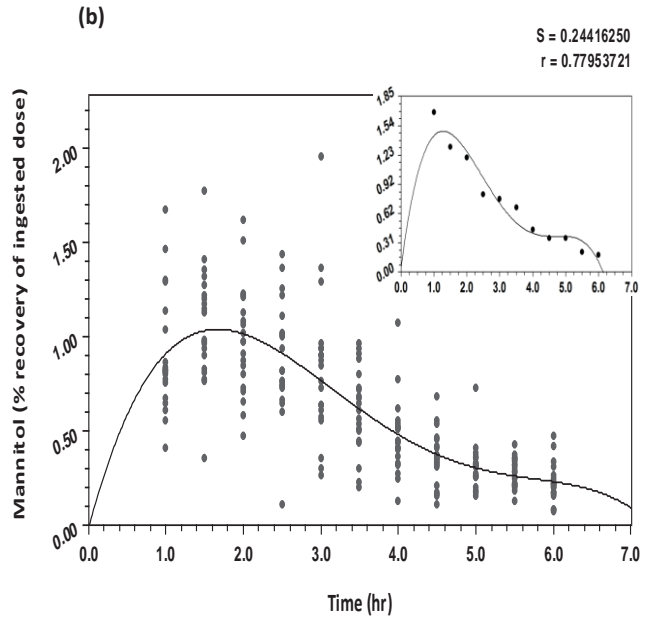 (b)
S = 0.24416250
r = 0.77953721
Mannitol (% recovery of ingested dose)
2.00
1.50
1.00
0.50
0.00
0.0 1.0 2.0 3.0 4.0 5.0 6.0 7.0
Time (hr)
1.85
1.54
1.23
0.92
0.62
0.31
0.00
0.0 1.0 2.0 3.0 4.0 5.0 6.0 7.0